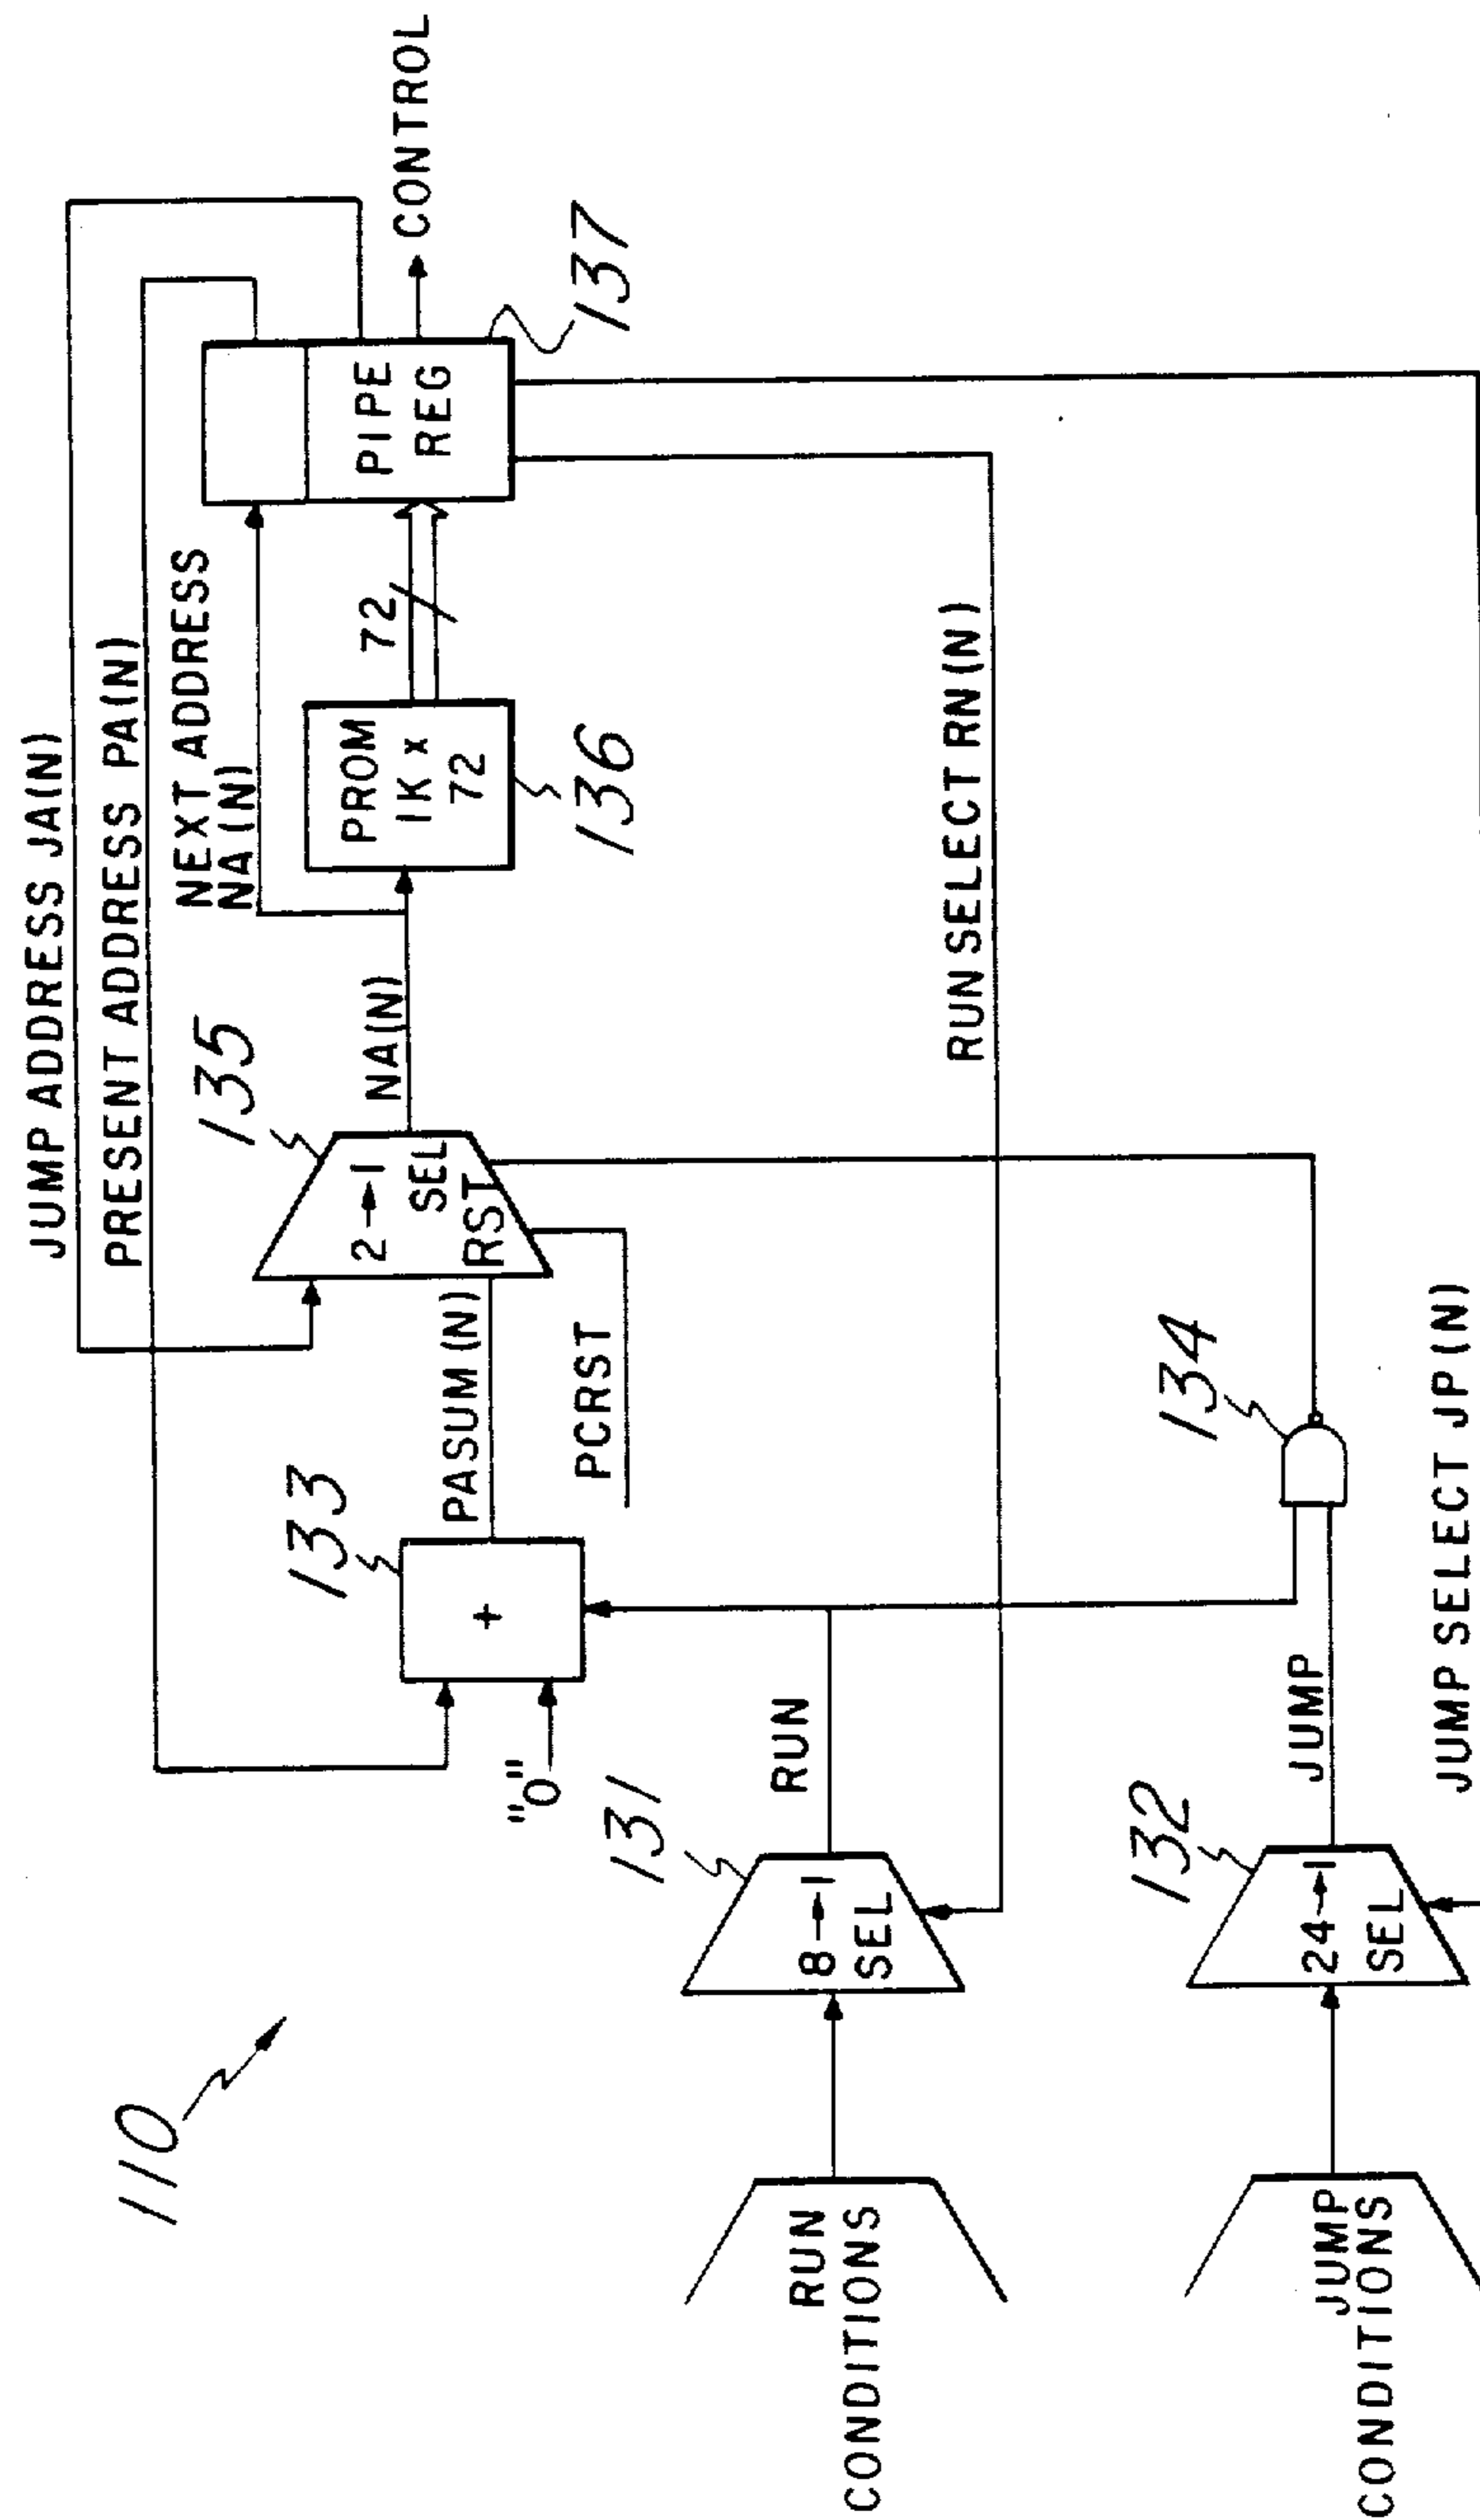 110
JUMP ADDRESS JA(N)
PRESENT ADDRESS PA(N)
NEXT ADDRESS
NA(N)
133
+
"0"
PASUM(N)
PCRST
135
2→1
SEL
RST
NA(N)
PROM
1K x
72
136
72
PIPE
REG
137
CONTROL
RUN
CONDITIONS
131
8→1
SEL
RUN
RUN SELECT RN(N)
JUMP
CONDITIONS
132
24→1
SEL
JUMP
134
JUMP SELECT JP(N)